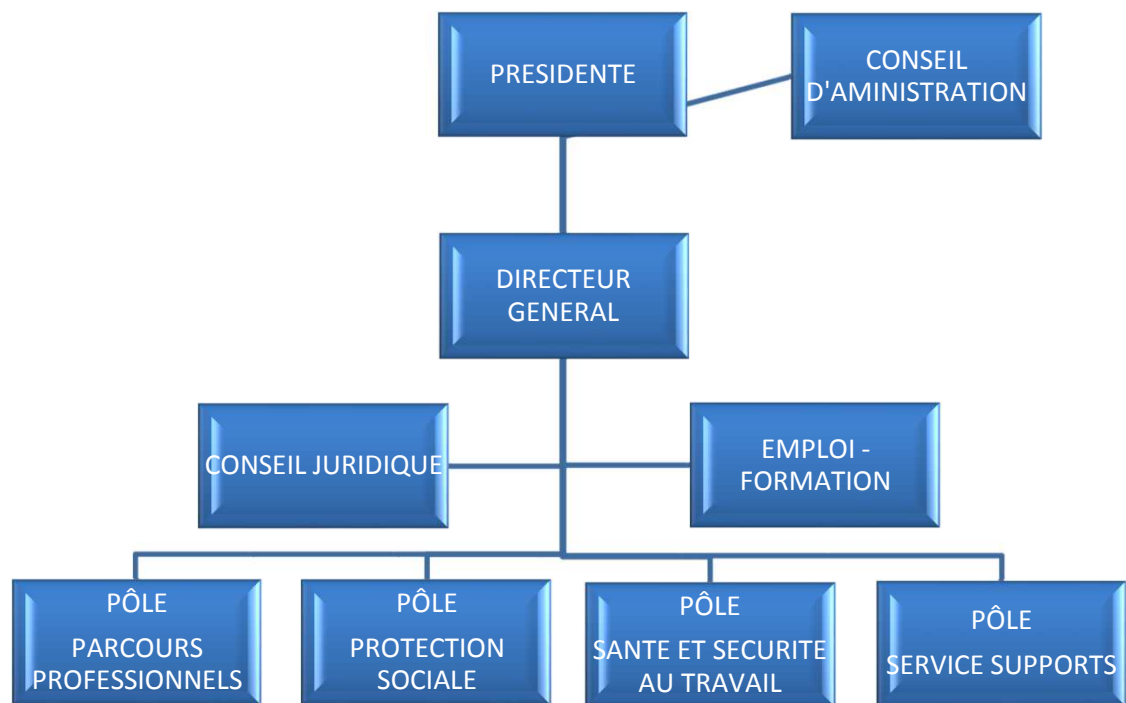 PRESIDENTE
CONSEIL
D'AMINISTRATION
DIRECTEUR
GENERAL
CONSEIL JURIDIQUE
EMPLOI -
FORMATION
PÔLE
PARCOURS
PROFESSIONNELS
PÔLE
PROTECTION
SOCIALE
PÔLE
SANTE ET SECURITE
AU TRAVAIL
PÔLE
SERVICE SUPPORTS